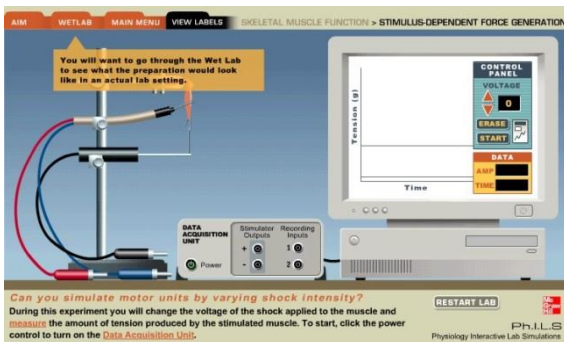 AIM WETLAB MAIN MENU VIEW LABELS SKELETAL MUSCLE FUNCTION > STIMULUS-DEPENDENT FORCE GENERATION
You will want to go through the Wet Lab
to see what the preparation would look
like in an actual lab setting.
Tension (g)
Time
CONTROL
PANEL
VOLTAGE
0
ERASE
START
DATA
AMP
TIME
DATA
ACQUISITION
UNIT
Power
Stimulator
Outputs
+
-
Recording
Inputs
1
2
Can you simulate motor units by varying shock intensity?
During this experiment you will change the voltage of the shock applied to the muscle and
measure the amount of tension produced by the stimulated muscle. To start, click the power
control to turn on the Data Acquisition Unit.
RESTART LAB
Mc
Graw
Hill
Ph.I.L.S
Physiology Interactive Lab Simulations